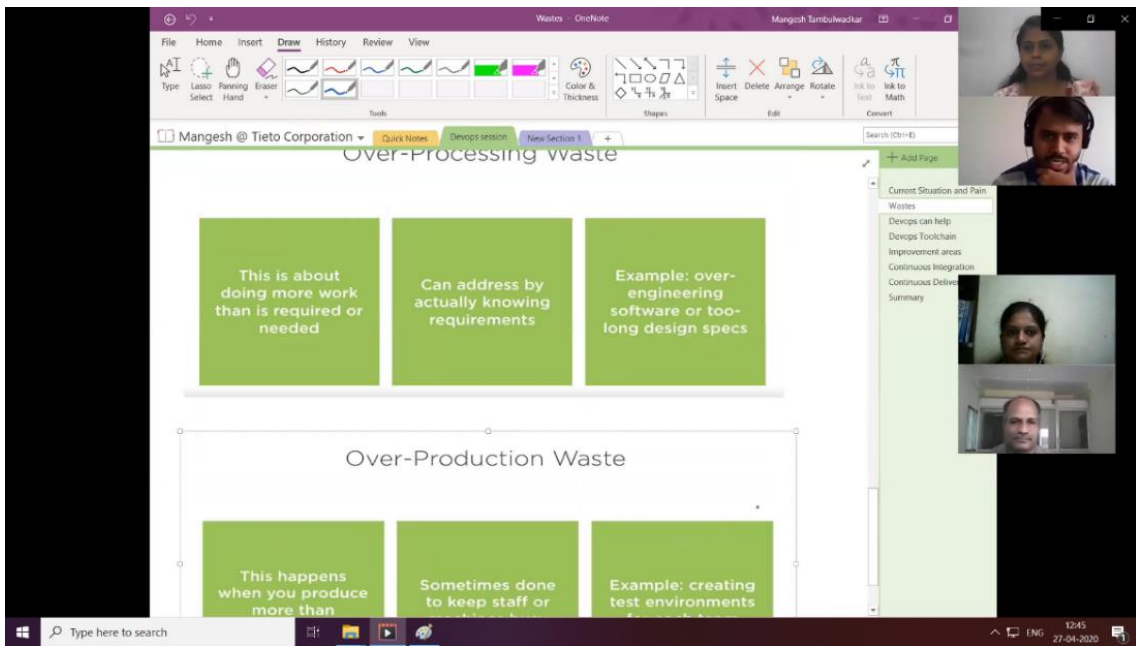 Wastes - OneNote
Mangesh Tambulwadkar
File Home Insert Draw History Review View
Type
Lasso Select
Panning Hand
Eraser
Color & Thickness
Insert Space
Delete
Arrange
Rotate
Ink to Text
Ink to Math
Tools
Shapes
Edit
Convert
Mangesh @ Tieto Corporation
Quick Notes
Devops session
New Section 1
+
Search (Ctrl+E)
+ Add Page
Current Situation and Pain
Wastes
Devops can help
Devops Toolchain
Improvement areas
Continuous Integration
Continuous Deliver
Summary
Over-Processing Waste
This is about
doing more work
than is required or
needed
Can address by
actually knowing
requirements
Example: over-
engineering
software or too-
long design specs
Over-Production Waste
This happens
when you produce
more than
Sometimes done
to keep staff or
Example: creating
test environments
Type here to search
ENG
12:45
27-04-2020